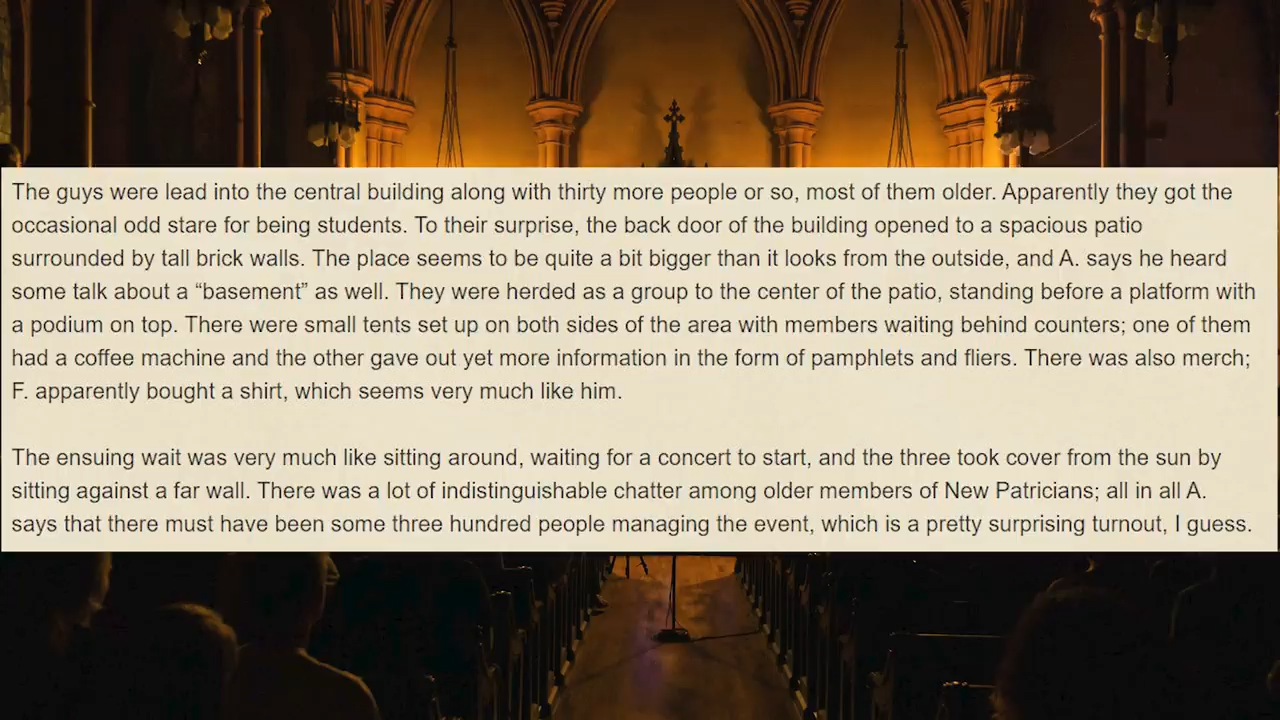 The guys were lead into the central building along with thirty more people or so, most of them older. Apparently they got the
occasional odd stare for being students. To their surprise, the back door of the building opened to a spacious patio
surrounded by tall brick walls. The place seems to be quite a bit bigger than it looks from the outside, and A. says he heard
some talk about a “basement” as well. They were herded as a group to the center of the patio, standing before a platform with
a podium on top. There were small tents set up on both sides of the area with members waiting behind counters; one of them
had a coffee machine and the other gave out yet more information in the form of pamphlets and fliers. There was also merch;
F. apparently bought a shirt, which seems very much like him.
The ensuing wait was very much like sitting around, waiting for a concert to start, and the three took cover from the sun by
sitting against a far wall. There was a lot of indistinguishable chatter among older members of New Patricians; all in all A.
says that there must have been some three hundred people managing the event, which is a pretty surprising turnout, I guess.